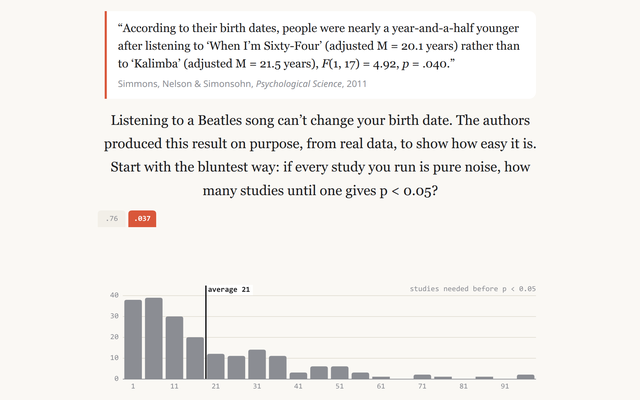 “According to their birth dates, people were nearly a year-and-a-half younger
after listening to ‘When I’m Sixty-Four’ (adjusted M = 20.1 years) rather than
to ‘Kalimba’ (adjusted M = 21.5 years), F(1, 17) = 4.92, p = .040.”
Simmons, Nelson & Simonsohn, Psychological Science, 2011
Listening to a Beatles song can’t change your birth date. The authors
produced this result on purpose, from real data, to show how easy it is.
Start with the bluntest way: if every study you run is pure noise, how
many studies until one gives p < 0.05?
.76 .037
average 21
studies needed before p < 0.05
40
30
20
10
0
1 11 21 31 41 51 61 71 81 91